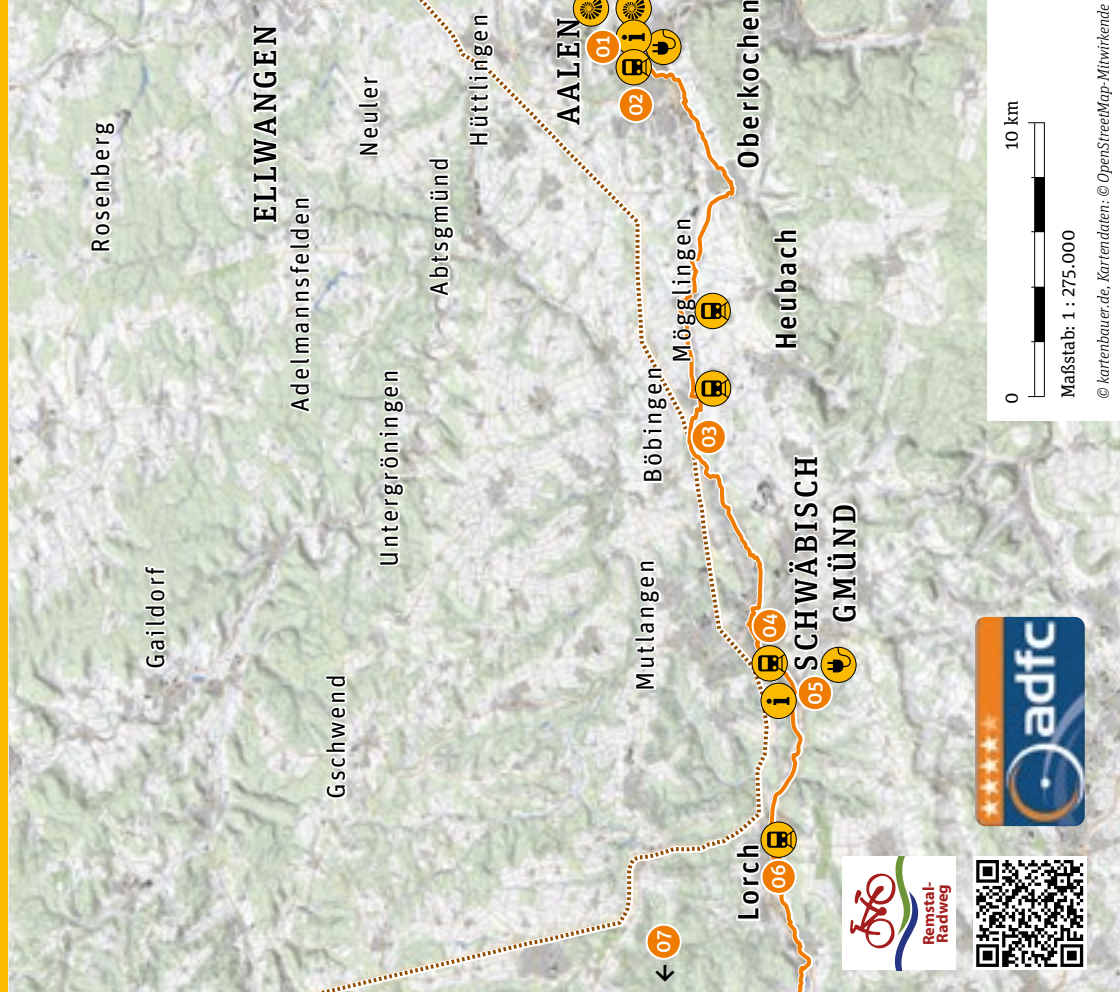 Rosenberg
ELLWANGEN
Neuler
Hüttlingen
AALEN
01
i
02
Oberkochen
Adelmannsfelden
Abtsgmünd
Mögglingen
Heubach
Untergröningen
Böbingen
03
Gaildorf
Mutlangen
04
SCHWÄBISCH
GMÜND
05
i
Gschwend
Lorch
06
07
0
10 km
Maßstab: 1 : 275.000
© kartenbauer.de, Kartendaten: © OpenStreetMap-Mitwirkende
adfc
Remstal-
Radweg